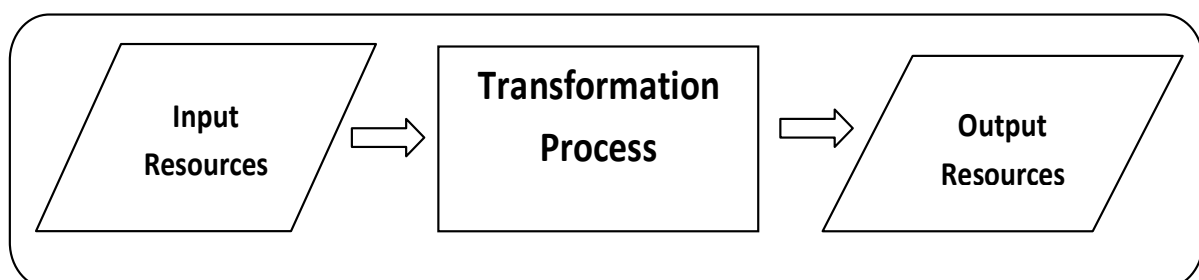 Input
Resources
Transformation
Process
Output
Resources